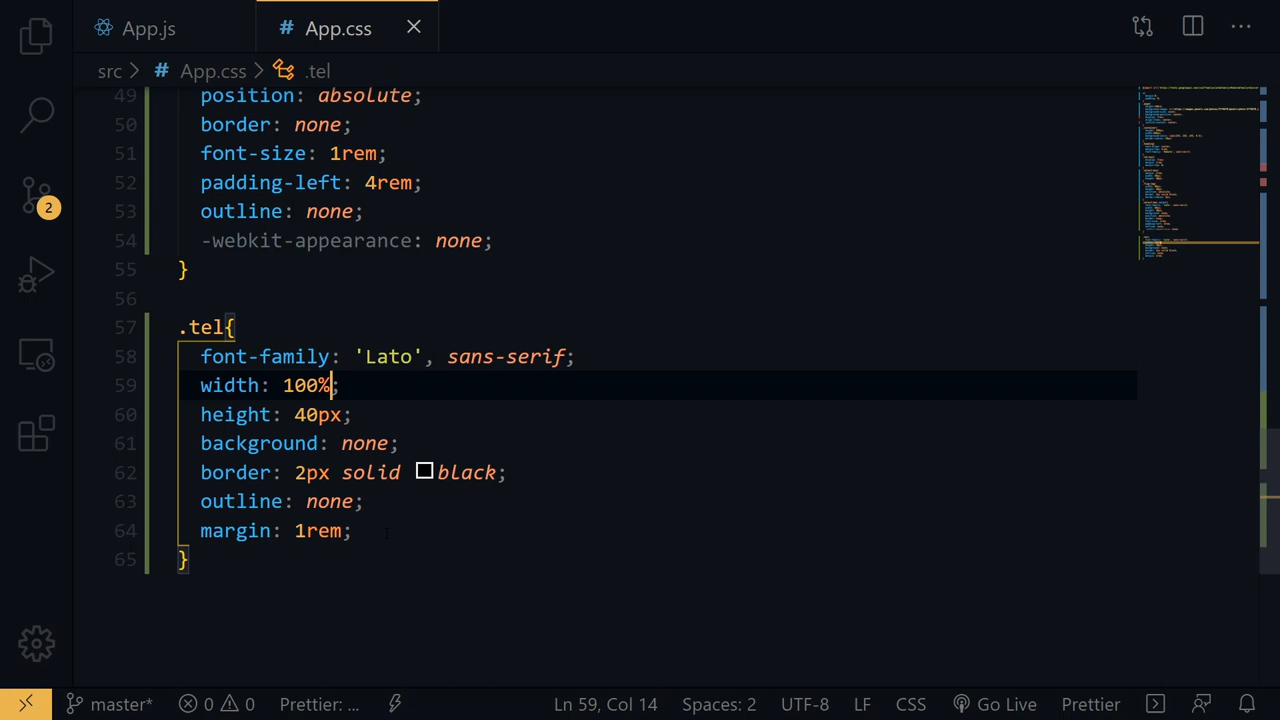 App.js
# App.css
src > # App.css > .tel
49 position: absolute;
50 border: none;
51 font-size: 1rem;
52 padding-left: 4rem;
53 outline: none;
54 -webkit-appearance: none;
55 }
56
57 .tel{
58 font-family: 'Lato', sans-serif;
59 width: 100%;
60 height: 40px;
61 background: none;
62 border: 2px solid black;
63 outline: none;
64 margin: 1rem;
65 }
2
master* 0 0 Prettier: ... Ln 59, Col 14 Spaces: 2 UTF-8 LF CSS Go Live Prettier